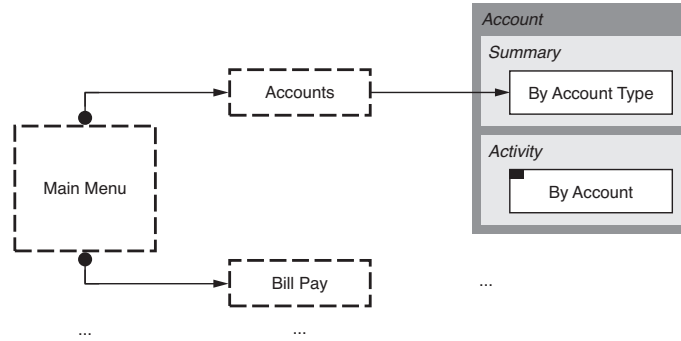 Account
Summary
Accounts
By Account Type
Activity
Main Menu
By Account
Bill Pay
...
...
...